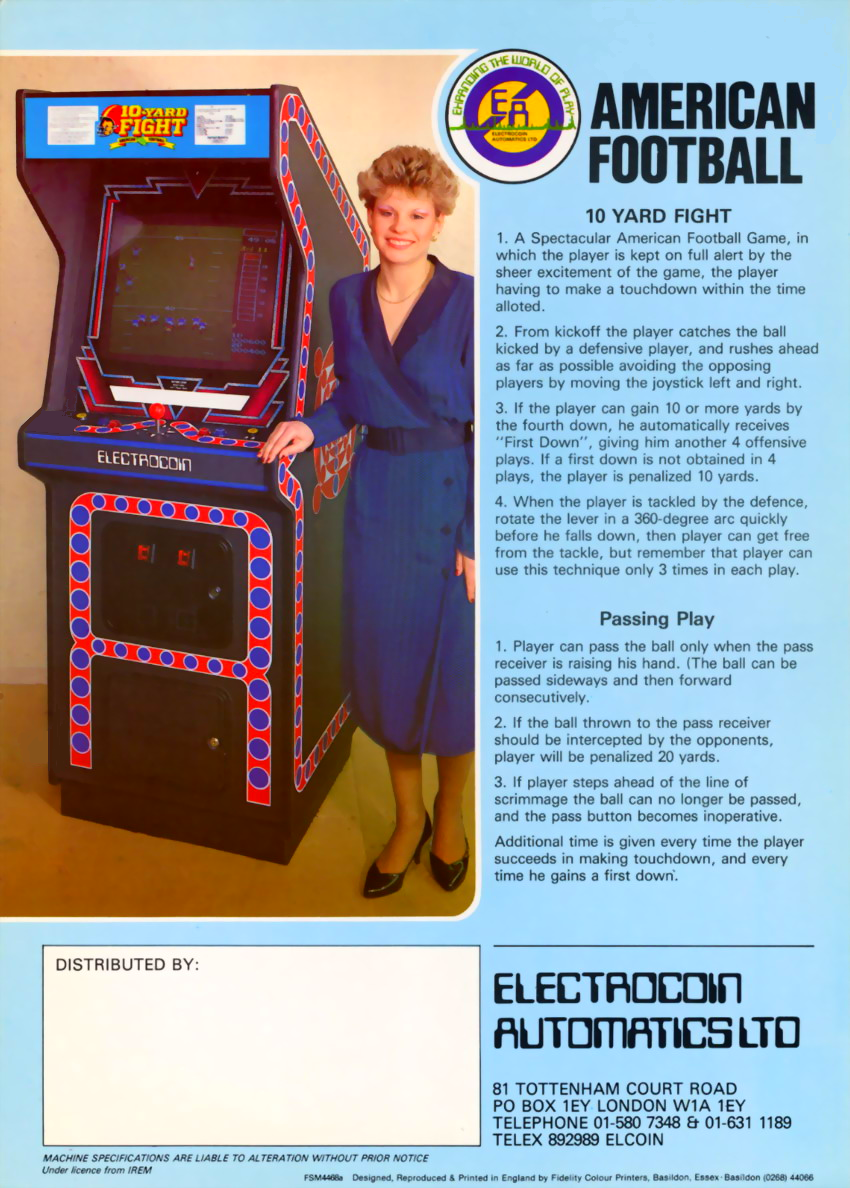 10-YARD
FIGHT
ELECTROCOIN
EXPANDING THE WORLD OF PLAY
ELECTROCOIN
AUTOMATICS LTD
AMERICAN
FOOTBALL
10 YARD FIGHT
1. A Spectacular American Football Game, in
which the player is kept on full alert by the
sheer excitement of the game, the player
having to make a touchdown within the time
alloted.
2. From kickoff the player catches the ball
kicked by a defensive player, and rushes ahead
as far as possible avoiding the opposing
players by moving the joystick left and right.
3. If the player can gain 10 or more yards by
the fourth down, he automatically receives
"First Down", giving him another 4 offensive
plays. If a first down is not obtained in 4
plays, the player is penalized 10 yards.
4. When the player is tackled by the defence,
rotate the lever in a 360-degree arc quickly
before he falls down, then player can get free
from the tackle, but remember that player can
use this technique only 3 times in each play.
Passing Play
1. Player can pass the ball only when the pass
receiver is raising his hand. (The ball can be
passed sideways and then forward
consecutively.
2. If the ball thrown to the pass receiver
should be intercepted by the opponents,
player will be penalized 20 yards.
3. If player steps ahead of the line of
scrimmage the ball can no longer be passed,
and the pass button becomes inoperative.
Additional time is given every time the player
succeeds in making touchdown, and every
time he gains a first down.
DISTRIBUTED BY:
ELECTROCOIN
AUTOMATICS LTD
81 TOTTENHAM COURT ROAD
PO BOX 1EY LONDON W1A 1EY
TELEPHONE 01-580 7348 & 01-631 1189
TELEX 892989 ELCOIN
MACHINE SPECIFICATIONS ARE LIABLE TO ALTERATION WITHOUT PRIOR NOTICE
Under licence from IREM
FSM4468a Designed, Reproduced & Printed in England by Fidelity Colour Printers, Basildon, Essex · Basildon (0268) 44066